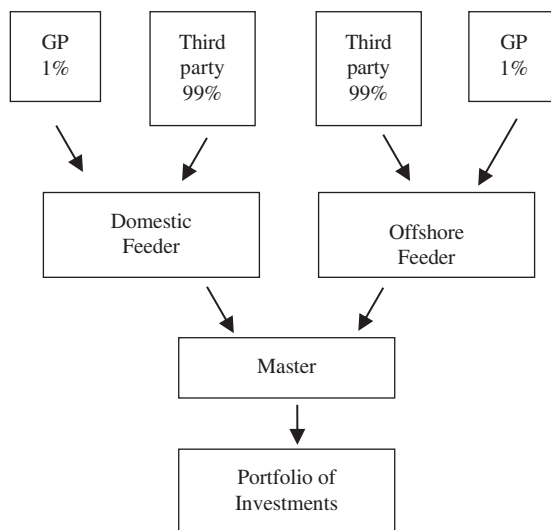 GP
1%
Third
party
99%
Third
party
99%
GP
1%
Domestic
Feeder
Offshore
Feeder
Master
Portfolio of
Investments